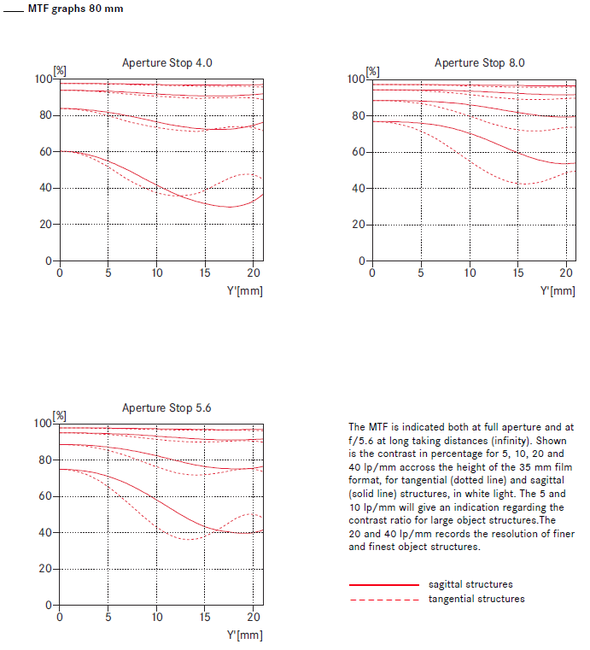 MTF graphs 80 mm
Aperture Stop 4.0
[%]
100
80
60
40
20
0
0 5 10 15 20
Y'[mm]
Aperture Stop 8.0
[%]
100
80
60
40
20
0
0 5 10 15 20
Y'[mm]
Aperture Stop 5.6
[%]
100
80
60
40
20
0
0 5 10 15 20
Y'[mm]
The MTF is indicated both at full aperture and at
f/5.6 at long taking distances (infinity). Shown
is the contrast in percentage for 5, 10, 20 and
40 lp/mm accross the height of the 35 mm film
format, for tangential (dotted line) and sagittal
(solid line) structures, in white light. The 5 and
10 lp/mm will give an indication regarding the
contrast ratio for large object structures.The
20 and 40 lp/mm records the resolution of finer
and finest object structures.
sagittal structures
tangential structures